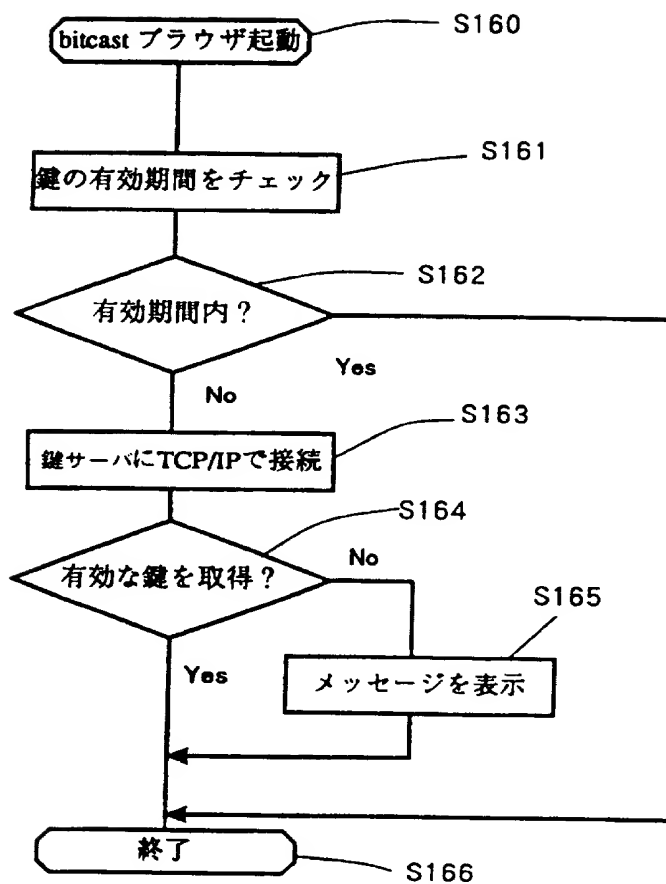 S160
bitcast ブラウザ起動
S161
鍵の有効期間をチェック
S162
有効期間内？
Yes
No
S163
鍵サーバにTCP/IPで接続
S164
有効な鍵を取得？
No
S165
Yes
メッセージを表示
終了
S166